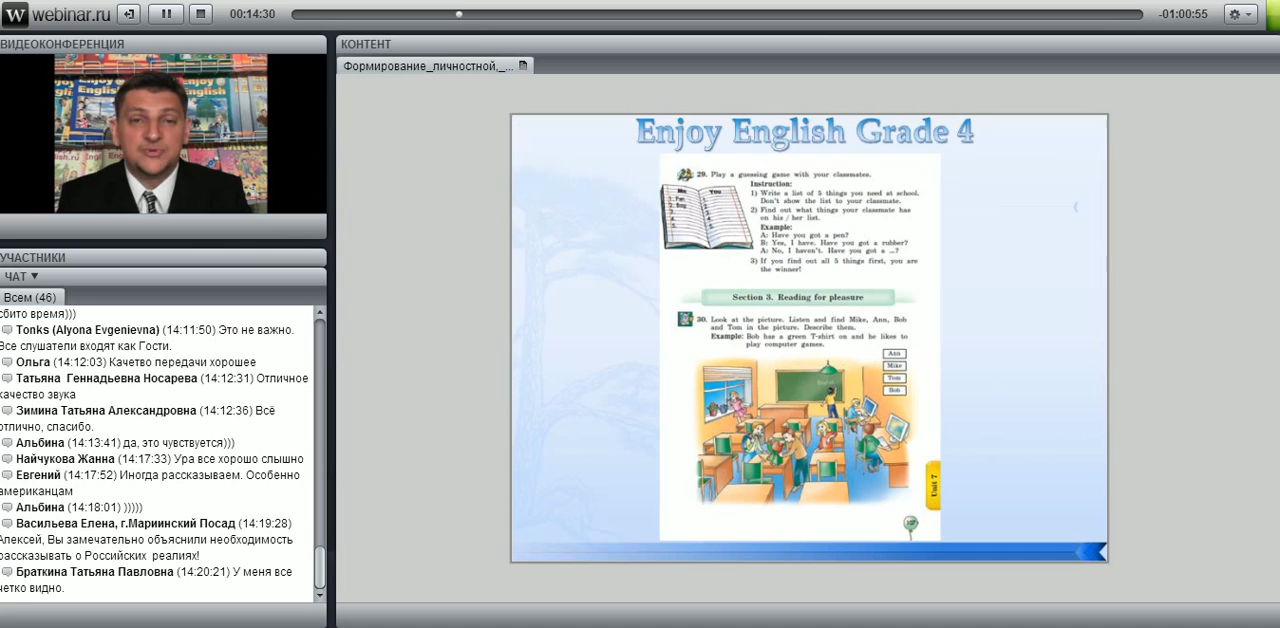 W webinar.ru
00:14:30
-01:00:55
ВИДЕОКОНФЕРЕНЦИЯ
Enjoy English
УЧАСТНИКИ
ЧАТ ▼
Всем (46)
сбито время)))
Tonks (Alyona Evgenievna) (14:11:50) Это не важно.
Все слушатели входят как Гости.
Ольга (14:12:03) Качетво передачи хорошее
Татьяна Геннадьевна Носарева (14:12:31) Отличное
качество звука
Зимина Татьяна Александровна (14:12:36) Всё
отлично, спасибо.
Альбина (14:13:41) да, это чувствуется)))
Найчукова Жанна (14:17:33) Ура все хорошо слышно
Евгений (14:17:52) Иногда рассказываем. Особенно
американцам
Альбина (14:18:01) )))))
Васильева Елена, г.Мариинский Посад (14:19:28)
Алексей, Вы замечательно объяснили необходимость
рассказывать о Российских реалиях!
Браткина Татьяна Павловна (14:20:21) У меня все
четко видно.
КОНТЕНТ
Формирование_личностной,_...
Enjoy English Grade 4
29. Play a guessing game with your classmates.
Instruction:
1) Write a list of 5 things you need at school.
Don't show the list to your classmate.
2) Find out what things your classmate has
on his / her list.
Example:
A: Have you got a pen?
B: Yes, I have. Have you got a rubber?
A: No, I haven't. Have you got a ...?
3) If you find out all 5 things first, you are
the winner!
Me You
Section 3. Reading for pleasure
30. Look at the picture. Listen and find Mike, Ann, Bob
and Tom in the picture. Describe them.
Example: Bob has a green T-shirt on and he likes to
play computer games.
Ann
Mike
Tom
Bob
English
Unit 7
107